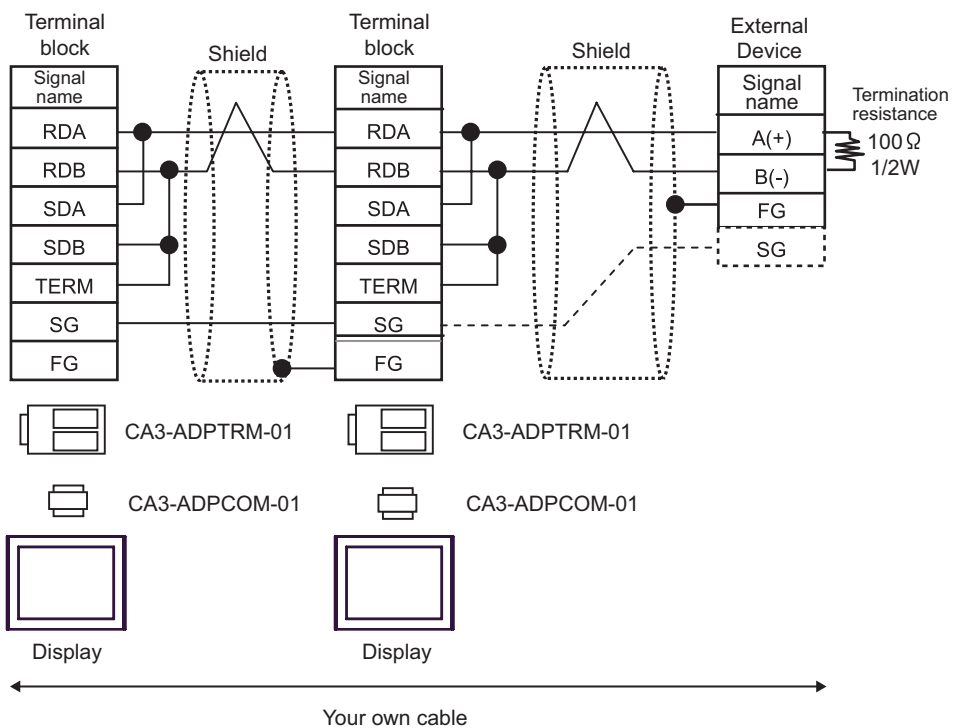 Terminal
block
Signal
name
RDA
RDB
SDA
SDB
TERM
SG
FG
Shield
Terminal
block
Signal
name
RDA
RDB
SDA
SDB
TERM
SG
FG
Shield
External
Device
Signal
name
A(+)
B(-)
FG
SG
Termination
resistance
100 Ω
1/2W
CA3-ADPTRM-01
CA3-ADPTRM-01
CA3-ADPCOM-01
CA3-ADPCOM-01
Display
Display
Your own cable